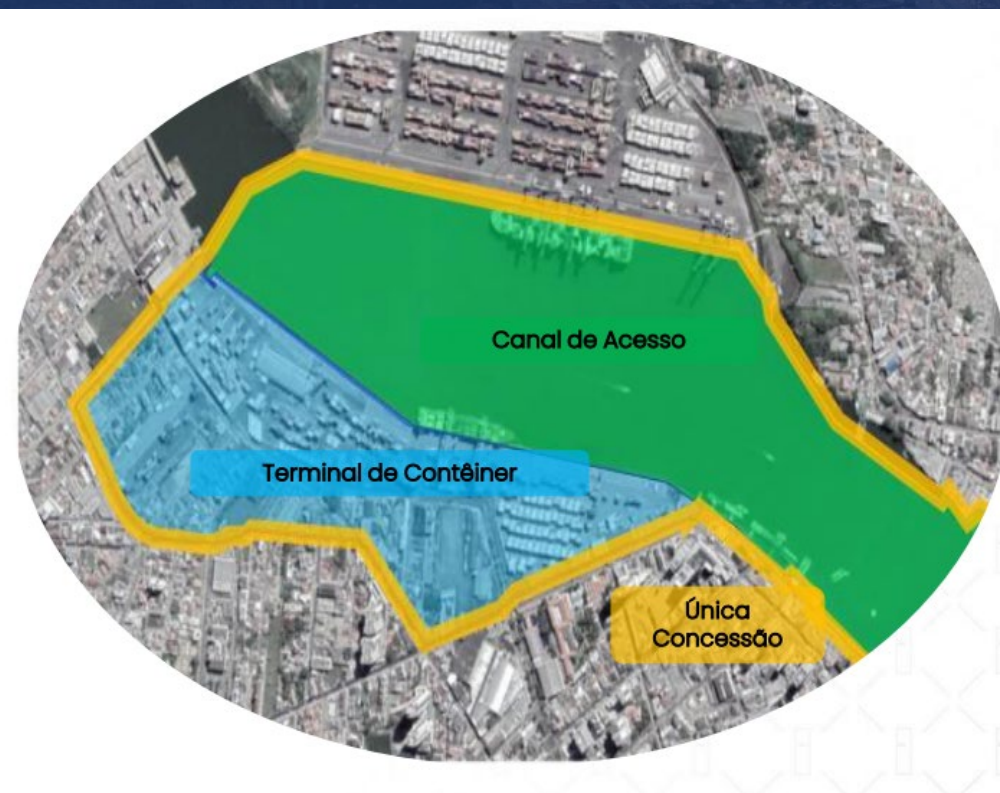 Canal de Acesso
Terminal de Contêiner
Única
Concessão